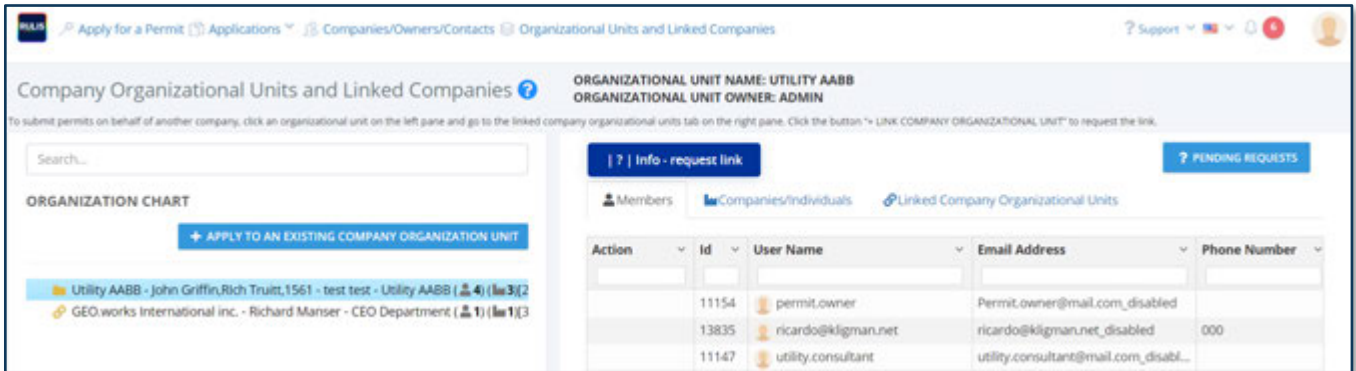 RULIS Apply for a Permit Applications Companies/Owners/Contacts Organizational Units and Linked Companies ? Support
Company Organizational Units and Linked Companies ?
ORGANIZATIONAL UNIT NAME: UTILITY AABB
ORGANIZATIONAL UNIT OWNER: ADMIN
To submit permits on behalf of another company, click an organizational unit on the left pane and go to the linked company organizational units tab on the right pane. Click the button "+ LINK COMPANY ORGANIZATIONAL UNIT" to request the link.
Search...
ORGANIZATION CHART
+ APPLY TO AN EXISTING COMPANY ORGANIZATION UNIT
Utility AABB - John Griffin,Rich Truitt,1561 - test test - Utility AABB ( 4) ( 3)[2
GEO.works International inc. - Richard Manser - CEO Department ( 1) ( 1)[3
| ? | Info - request link
? PENDING REQUESTS
Members Companies/Individuals Linked Company Organizational Units
Action Id User Name Email Address Phone Number
11154 permit.owner Permit.owner@mail.com_disabled
13835 ricardo@kligman.net ricardo@kligman.net_disabled 000
11147 utility.consultant utility.consultant@mail.com_disabl...